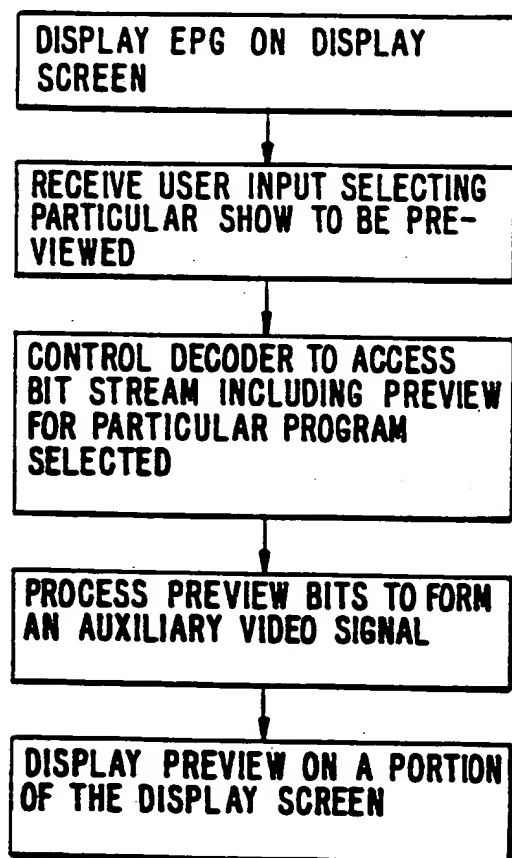 DISPLAY EPG ON DISPLAY
SCREEN
RECEIVE USER INPUT SELECTING
PARTICULAR SHOW TO BE PRE-
VIEWED
CONTROL DECODER TO ACCESS
BIT STREAM INCLUDING PREVIEW
FOR PARTICULAR PROGRAM
SELECTED
PROCESS PREVIEW BITS TO FORM
AN AUXILIARY VIDEO SIGNAL
DISPLAY PREVIEW ON A PORTION
OF THE DISPLAY SCREEN